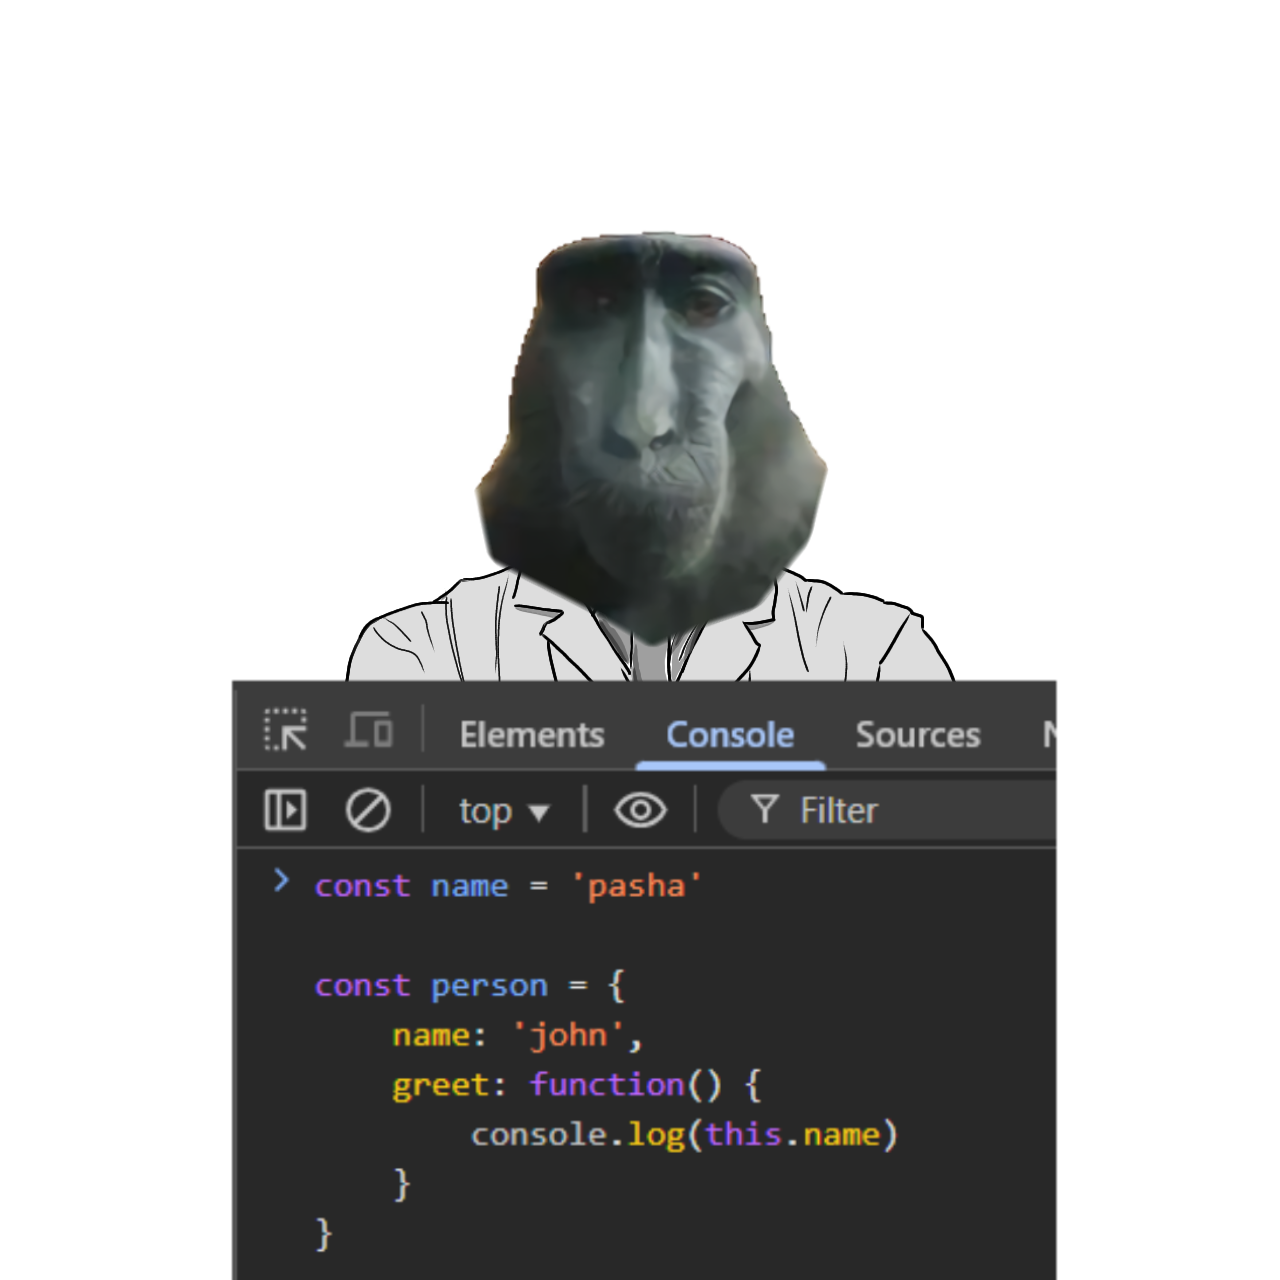 Elements Console Sources
top ▼ Filter
const name = 'pasha'
const person = {
    name: 'john',
    greet: function() {
        console.log(this.name)
    }
}